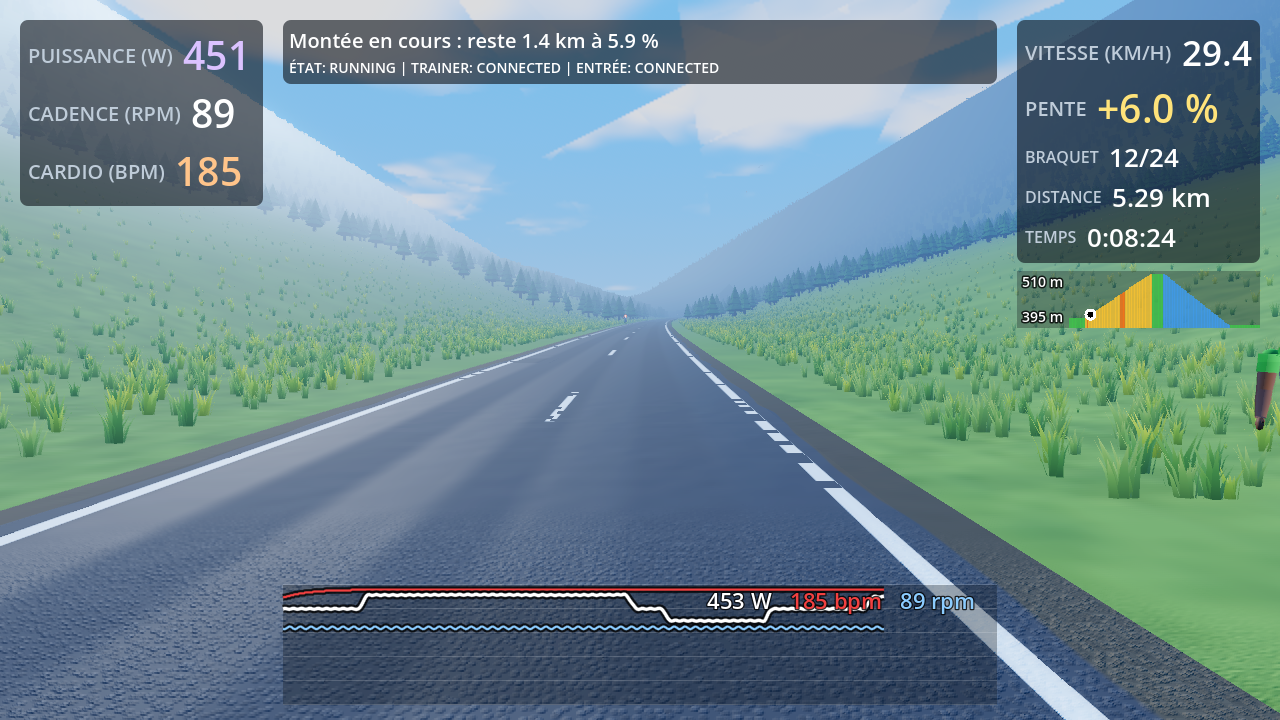 PUISSANCE (W) 451
CADENCE (RPM) 89
CARDIO (BPM) 185
Montée en cours : reste 1.4 km à 5.9 %
ÉTAT: RUNNING | TRAINER: CONNECTED | ENTRÉE: CONNECTED
VITESSE (KM/H) 29.4
PENTE +6.0 %
BRAQUET 12/24
DISTANCE 5.29 km
TEMPS 0:08:24
510 m
395 m
453 W 185 bpm 89 rpm